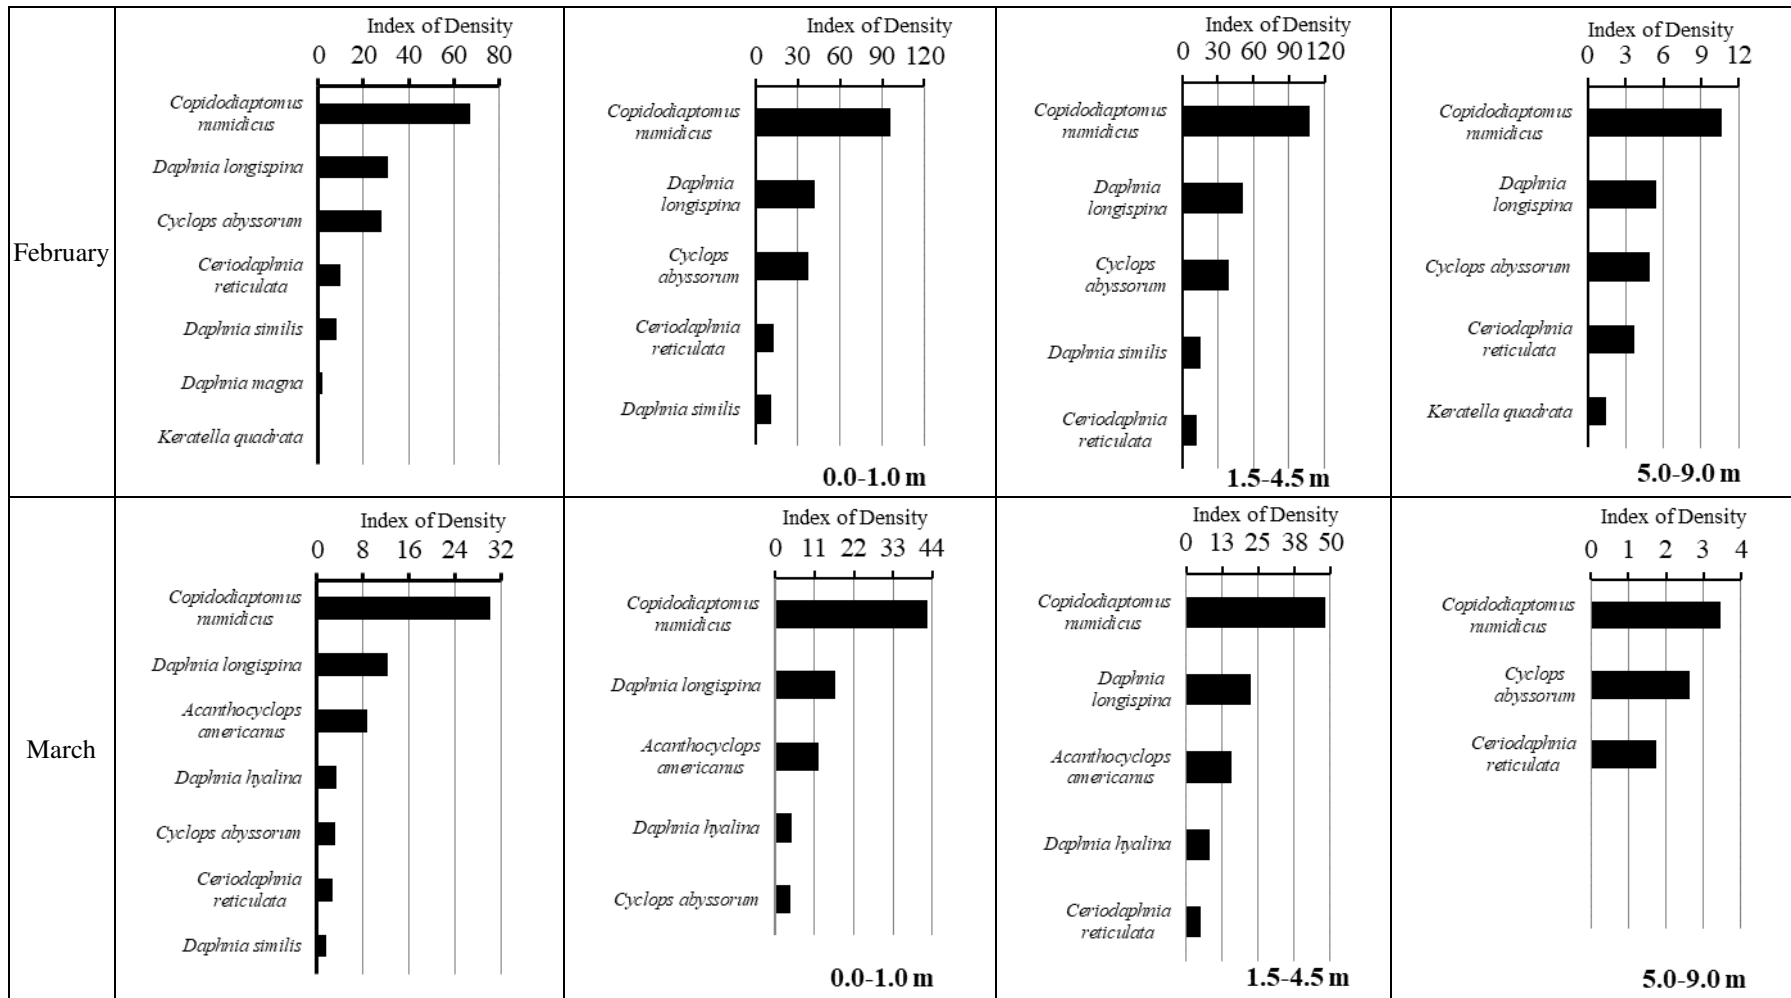 February
Index of Density
0 20 40 60 80
Copidodiaptomus
numidicus
Daphnia longispina
Cyclops abyssorum
Ceriodaphnia
reticulata
Daphnia similis
Daphnia magna
Keratella quadrata
Index of Density
0 30 60 90 120
Copidodiaptomus
numidicus
Daphnia
longispina
Cyclops
abyssorum
Ceriodaphnia
reticulata
Daphnia similis
0.0-1.0 m
Index of Density
0 30 60 90 120
Copidodiaptomus
numidicus
Daphnia
longispina
Cyclops
abyssorum
Daphnia similis
Ceriodaphnia
reticulata
1.5-4.5 m
Index of Density
0 3 6 9 12
Copidodiaptomus
numidicus
Daphnia
longispina
Cyclops abyssorum
Ceriodaphnia
reticulata
Keratella quadrata
5.0-9.0 m
March
Index of Density
0 8 16 24 32
Copidodiaptomus
numidicus
Daphnia longispina
Acanthocyclops
americanus
Daphnia hyalina
Cyclops abyssorum
Ceriodaphnia
reticulata
Daphnia similis
Index of Density
0 11 22 33 44
Copidodiaptomus
numidicus
Daphnia longispina
Acanthocyclops
americanus
Daphnia hyalina
Cyclops abyssorum
0.0-1.0 m
Index of Density
0 13 25 38 50
Copidodiaptomus
numidicus
Daphnia
longispina
Acanthocyclops
americanus
Daphnia hyalina
Ceriodaphnia
reticulata
1.5-4.5 m
Index of Density
0 1 2 3 4
Copidodiaptomus
numidicus
Cyclops
abyssorum
Ceriodaphnia
reticulata
5.0-9.0 m